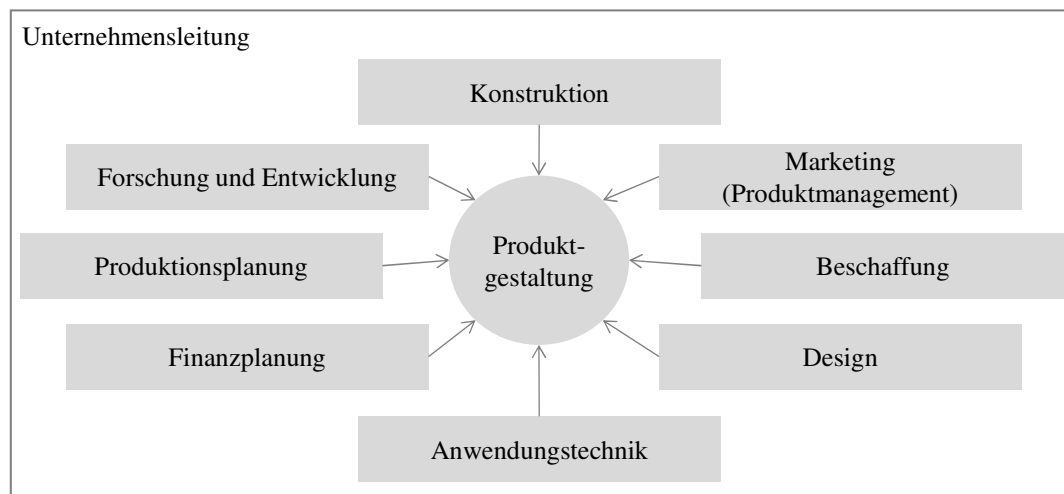 Unternehmensleitung
Konstruktion
Forschung und Entwicklung
Marketing
(Produktmanagement)
Produktionsplanung
Produkt-
gestaltung
Beschaffung
Finanzplanung
Design
Anwendungstechnik